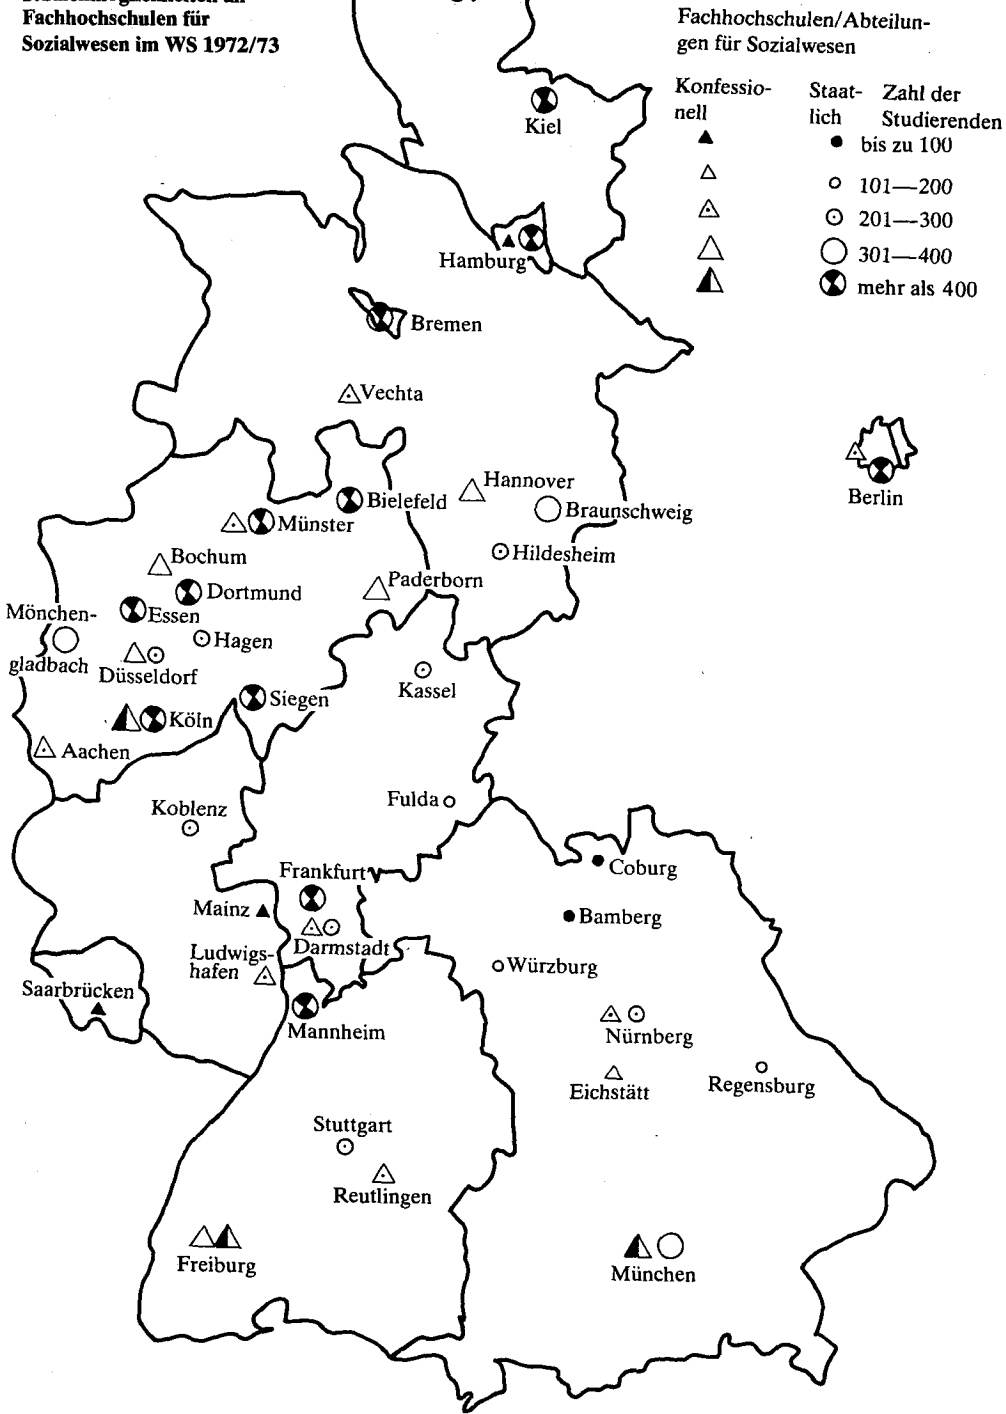 Fachhochschulen für
Sozialwesen im WS 1972/73
Fachhochschulen/Abteilun-
gen für Sozialwesen
Konfessio-
nell
Staat-
lich
Zahl der
Studierenden
bis zu 100
101—200
201—300
301—400
mehr als 400
Kiel
Hamburg
Bremen
Vechta
Berlin
Hannover
Bielefeld
Braunschweig
Münster
Hildesheim
Bochum
Paderborn
Dortmund
Essen
Mönchen-
gladbach
Hagen
Düsseldorf
Kassel
Siegen
Köln
Aachen
Fulda
Koblenz
Coburg
Frankfurt
Mainz
Bamberg
Darmstadt
Ludwigs-
hafen
Würzburg
Saarbrücken
Mannheim
Nürnberg
Eichstätt
Regensburg
Stuttgart
Reutlingen
Freiburg
München